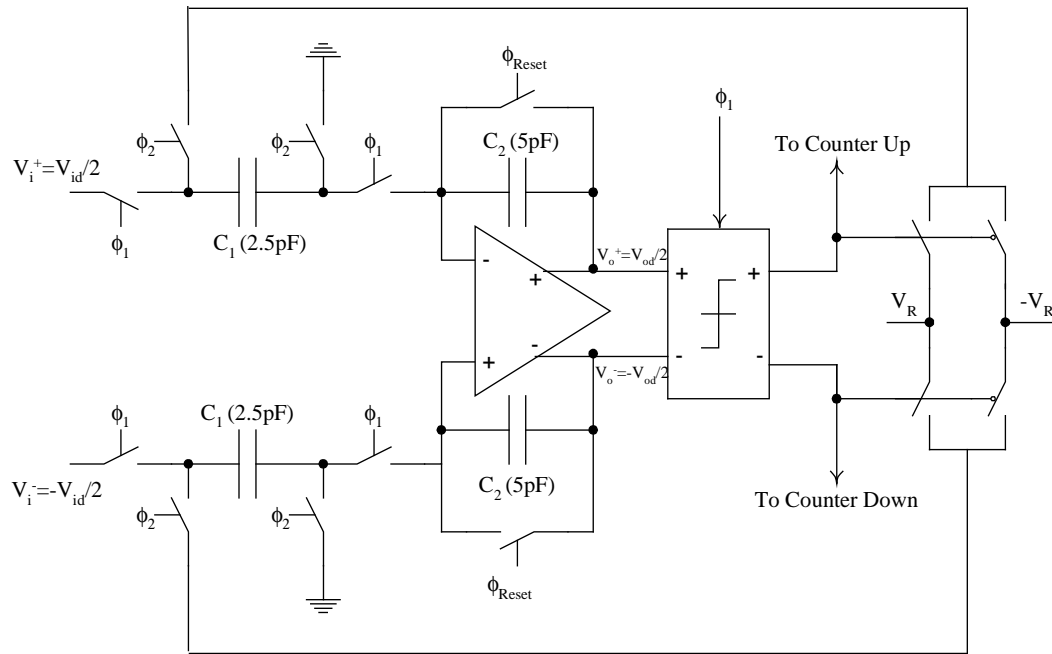 ϕReset
ϕ1
C2 (5pF)
To Counter Up
ϕ2
ϕ2
ϕ1
Vi+=Vid/2
ϕ1
C1 (2.5pF)
-
+
Vo+=Vod/2
+
+
VR
-VR
+
-
Vo-=-Vod/2
-
-
C1 (2.5pF)
ϕ1
ϕ1
C2 (5pF)
Vi-=-Vid/2
ϕ2
ϕ2
To Counter Down
ϕReset